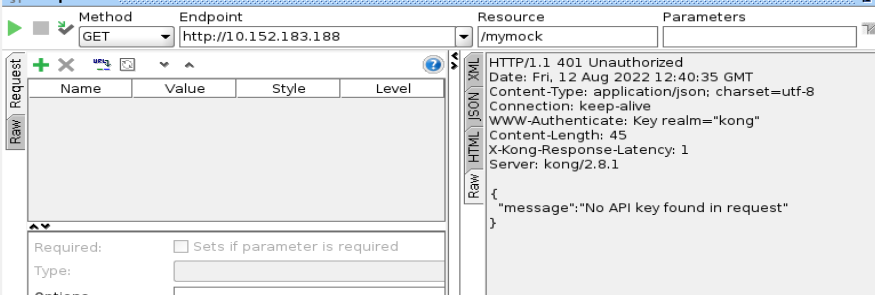 Method Endpoint Resource Parameters
GET http://10.152.183.188 /mymock
Request
Raw
Name Value Style Level
Required: Sets if parameter is required
Type:
Options
XML
JSON
HTML
Raw
HTTP/1.1 401 Unauthorized
Date: Fri, 12 Aug 2022 12:40:35 GMT
Content-Type: application/json; charset=utf-8
Connection: keep-alive
WWW-Authenticate: Key realm="kong"
Content-Length: 45
X-Kong-Response-Latency: 1
Server: kong/2.8.1
{
"message":"No API key found in request"
}